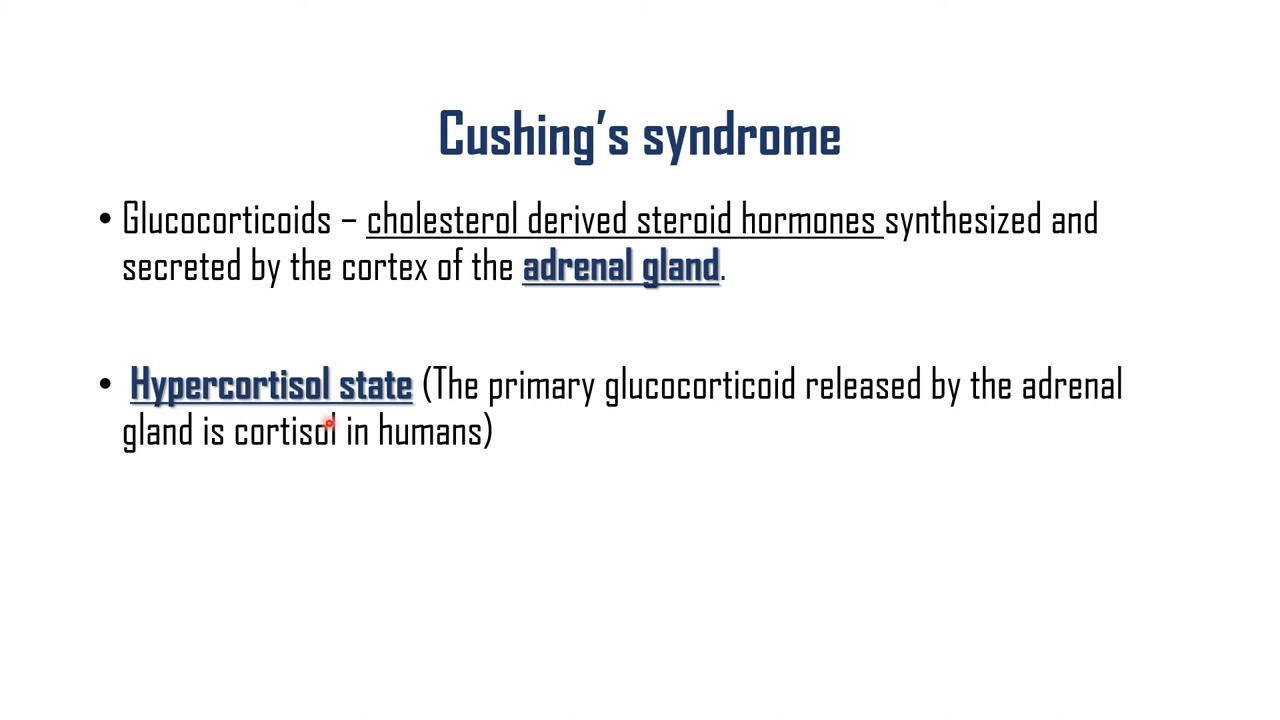 Cushing’s syndrome
• Glucocorticoids – cholesterol derived steroid hormones synthesized and
secreted by the cortex of the adrenal gland.
• Hypercortisol state (The primary glucocorticoid released by the adrenal
gland is cortisol in humans)